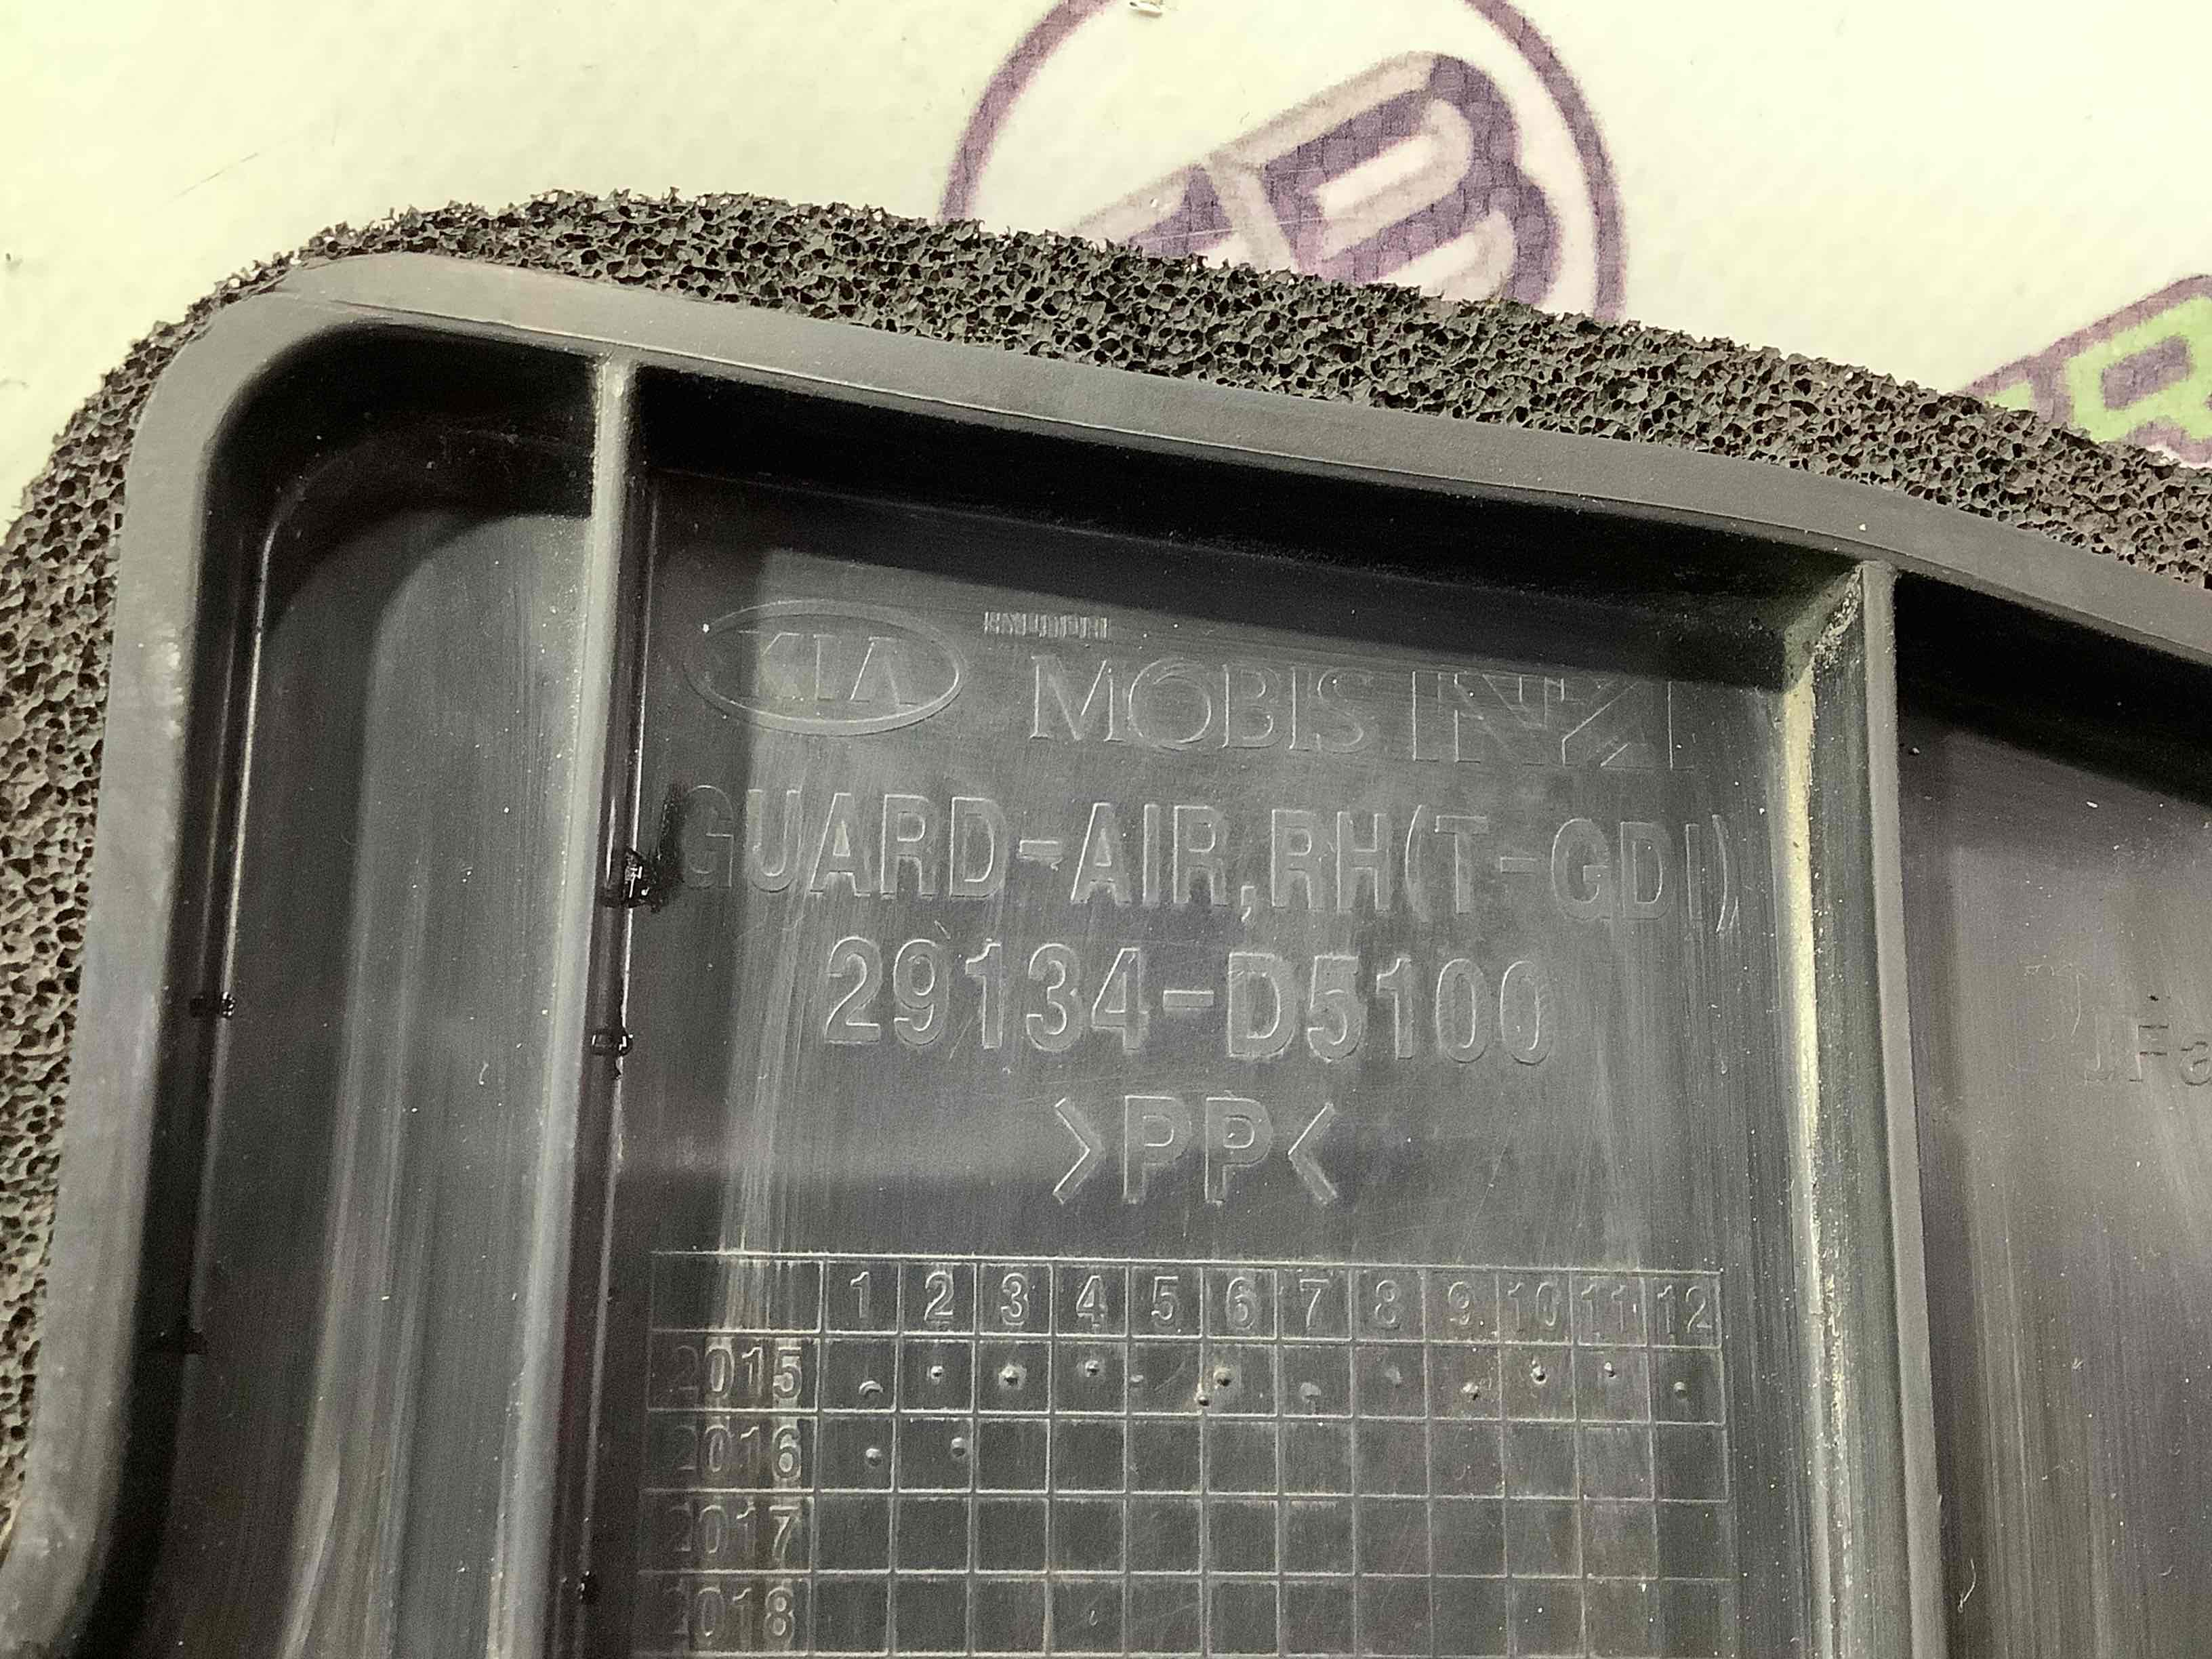 KIA HYUNDAI MOBIS
GUARD-AIR,RH(T-GDI)
29134-D5100
>PP<
1 2 3 4 5 6 7 8 9 10 11 12
2015
2016
2017
2018